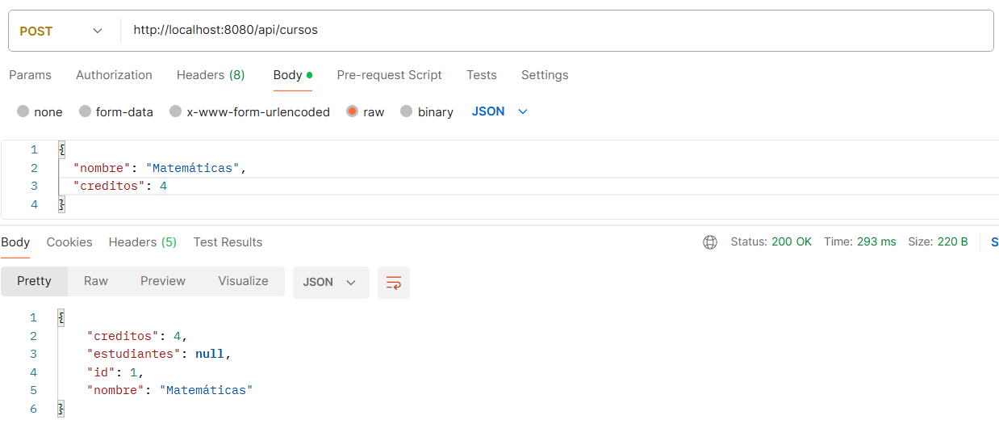 POST http://localhost:8080/api/cursos
Params Authorization Headers (8) Body Pre-request Script Tests Settings
none form-data x-www-form-urlencoded raw binary JSON
1 {
2 "nombre": "Matemáticas",
3 "creditos": 4
4 }
Body Cookies Headers (5) Test Results Status: 200 OK Time: 293 ms Size: 220 B S
Pretty Raw Preview Visualize JSON
1 {
2 "creditos": 4,
3 "estudiantes": null,
4 "id": 1,
5 "nombre": "Matemáticas"
6 }